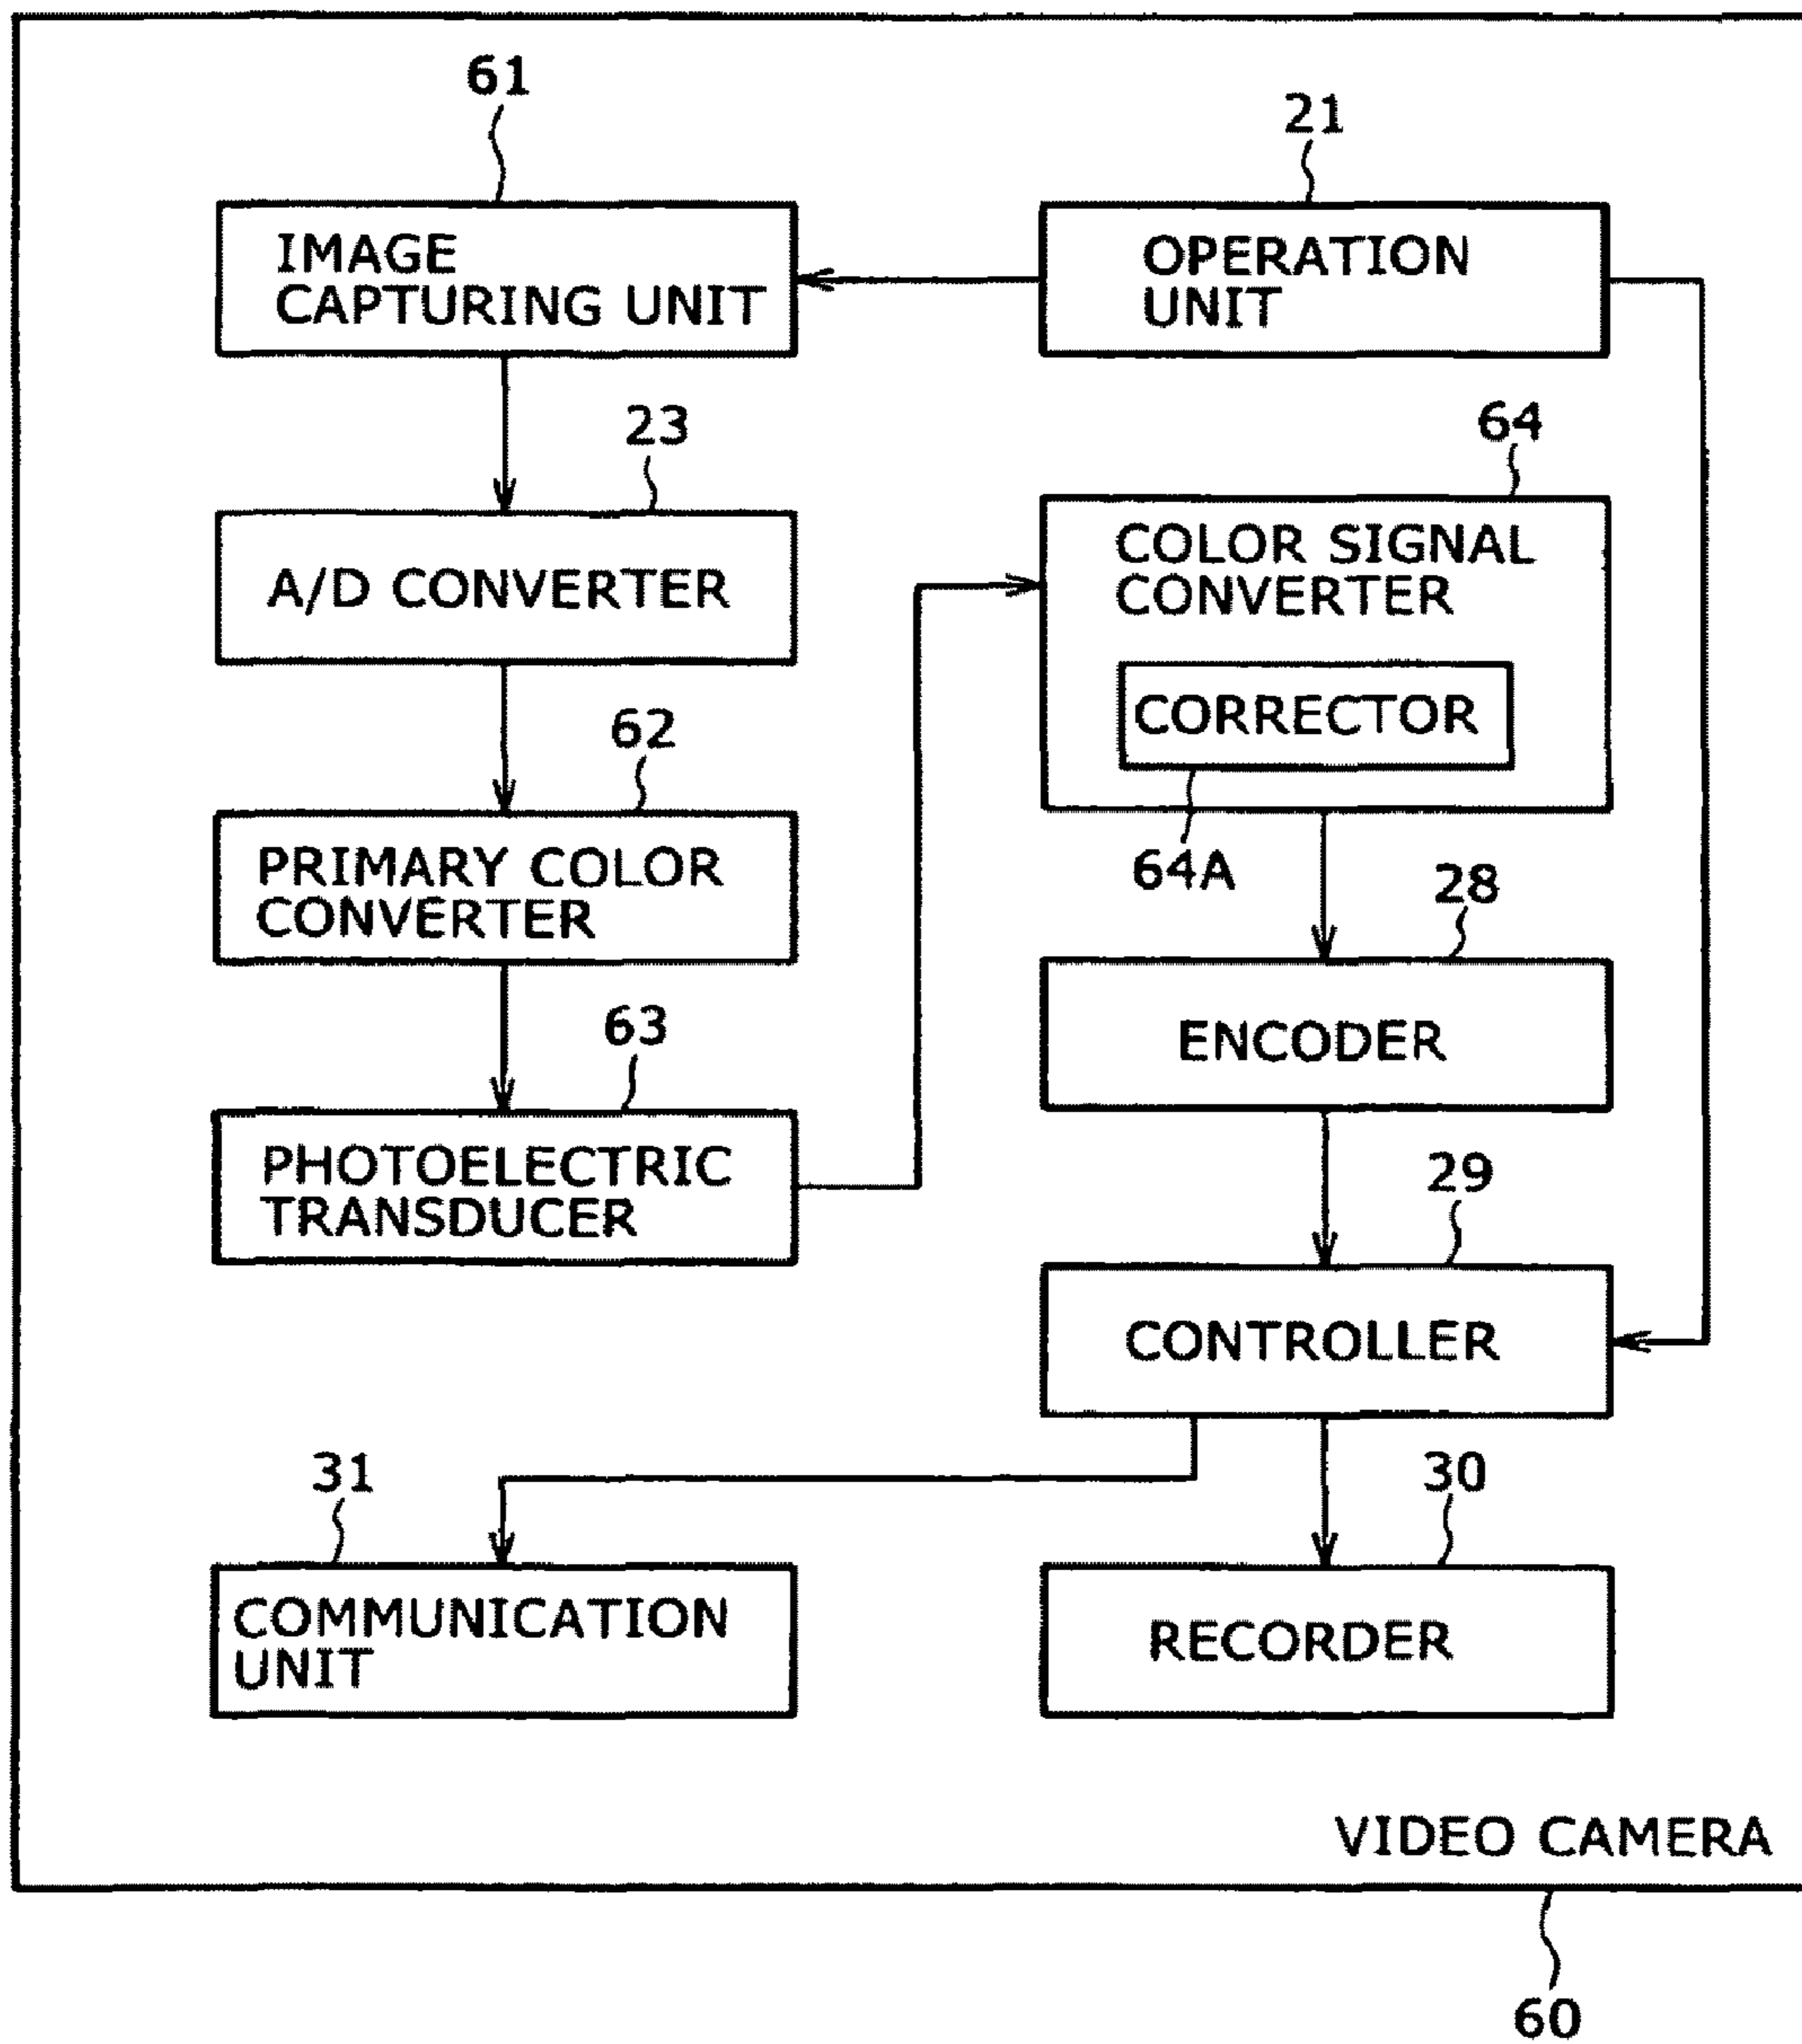 61
21
IMAGE
CAPTURING UNIT
OPERATION
UNIT
23
64
A/D CONVERTER
COLOR SIGNAL
CONVERTER
CORRECTOR
62
64A
PRIMARY COLOR
CONVERTER
28
63
ENCODER
PHOTOELECTRIC
TRANSDUCER
29
CONTROLLER
31
30
COMMUNICATION
UNIT
RECORDER
VIDEO CAMERA
60